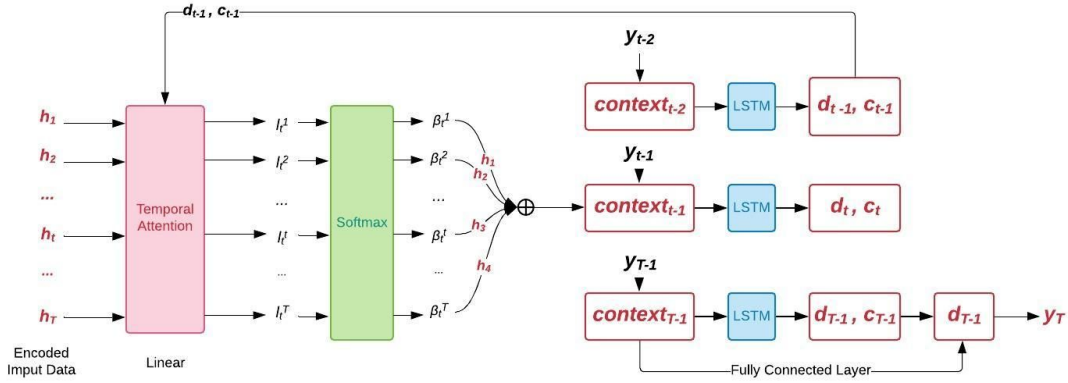 d_{t-1}, c_{t-1}
y_{t-2}
context_{t-2}
LSTM
d_{t-1}, c_{t-1}
h_1
h_2
...
h_t
...
h_T
Temporal
Attention
l_t^1
l_t^2
...
l_t^t
...
l_t^T
Softmax
β_t^1
β_t^2
...
β_t^t
...
β_t^T
h_1
h_2
h_3
h_4
y_{t-1}
context_{t-1}
LSTM
d_t, c_t
y_{T-1}
context_{T-1}
LSTM
d_{T-1}, c_{T-1}
d_{T-1}
y_T
Encoded
Imput Data
Linear
Fully Connected Layer